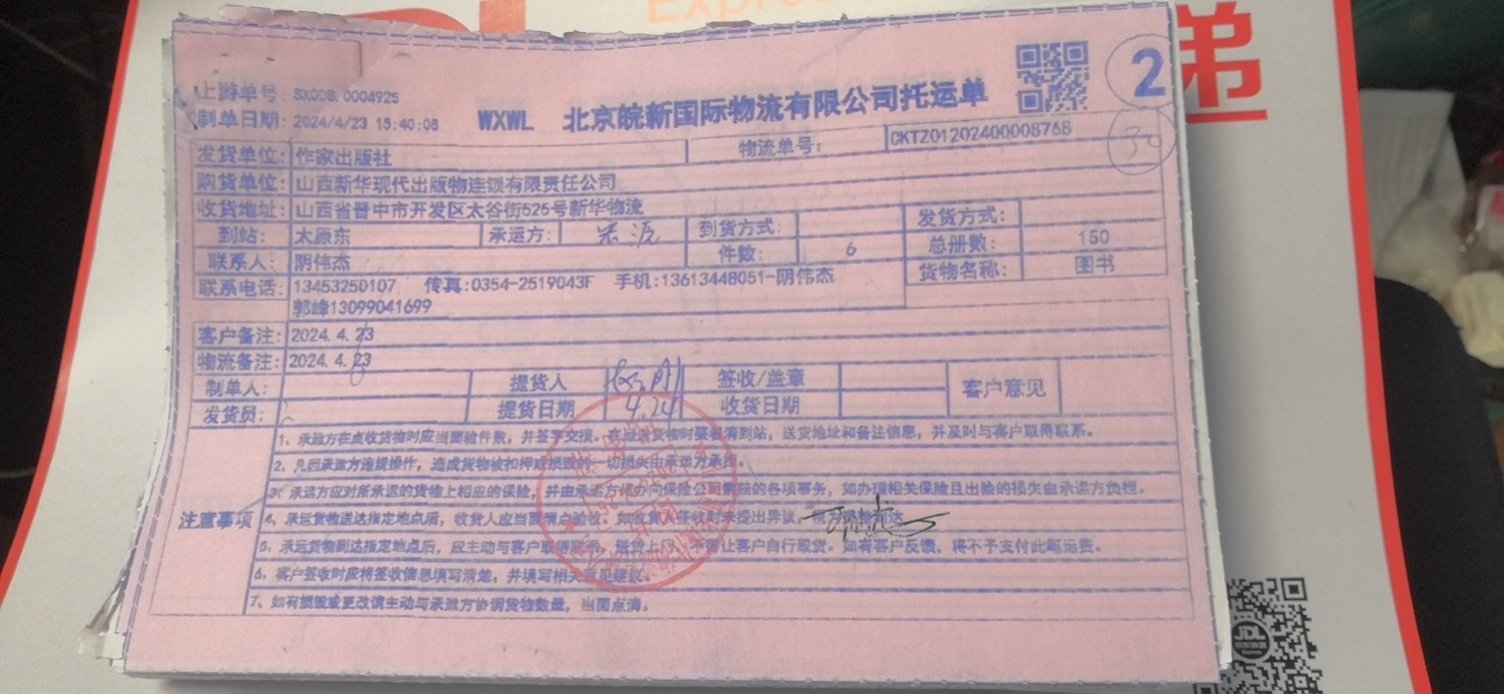 Expre
递
上游单号: SX008.0004925
制单日期: 2024/4/23 15:40:08
WXWL 北京皖新国际物流有限公司托运单
2
发货单位: 作家出版社 物流单号: CKTZ01202400008768
购货单位: 山西新华现代出版物连锁有限责任公司
收货地址: 山西省晋中市开发区太谷街526号新华物流
到站: 太原东 承运方: 到货方式: 发货方式:
件数: 6 总册数: 150
联系人: 阴伟杰 货物名称: 图书
联系电话: 13453250107 传真:0354-2519043F 手机:13613448051-阴伟杰
郭峰13099041699
客户备注: 2024.4.23
物流备注: 2024.4.23
制单人: 提货人 签收/盖章 客户意见
发货员: 提货日期 4.24 收货日期
注意事项
1、承运方在点收货物时应当面验件数，并签字交接。在运送货物时要看清到站，送货地址和备注信息，并及时与客户取得联系。
2、凡因承运方违规操作，造成货物被扣押或损毁的一切损失由承运方承担。
3、承运方应对所承运的货物上相应的保险，并由承运方代办向保险公司索赔的各项事务，如办理相关保险且出险的损失由承运方负担。
4、承运货物送达指定地点后，收货人应当面清点验收。如收货人签收时未提出异议，视为
5、承运货物到达指定地点后，应主动与客户取得联系，送货上门，不得让客户自行取货。如有客户反馈，将不予支付此笔运费。
6、客户签收时应将签收信息填写清楚，并填写相关意见建议。
7、如有损毁或更改请主动与承运方协调货物数量，当面点清。
JDL